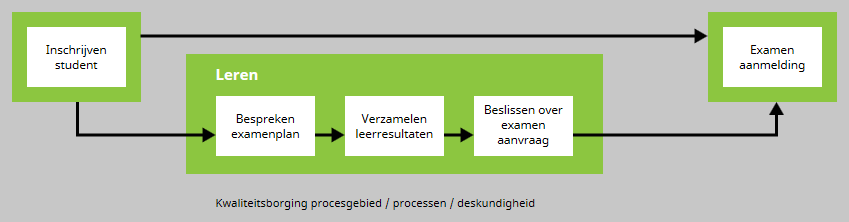 Inschrijven
student
Examen
aanmelding
Leren
Bespreken
examenplan
Verzamelen
leerresultaten
Beslissen over
examen
aanvraag
Kwaliteitsborging procesgebied / processen / deskundigheid